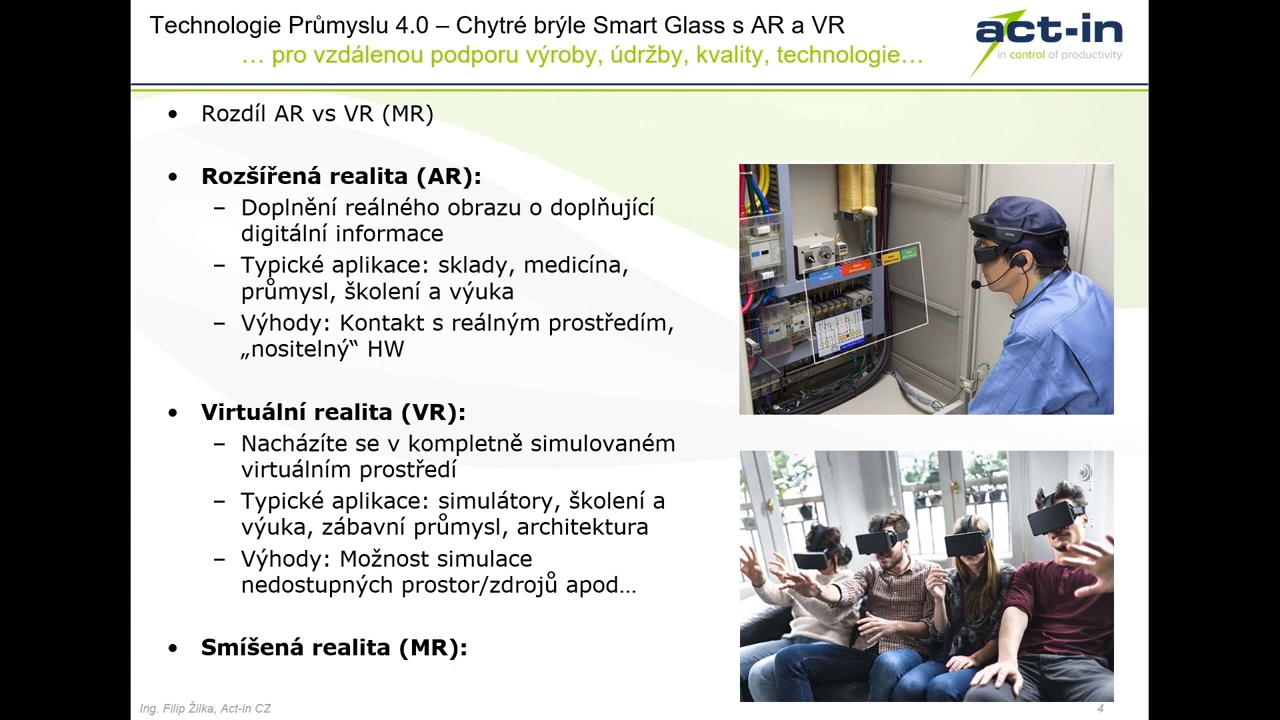 Technologie Průmyslu 4.0 – Chytré brýle Smart Glass s AR a VR
… pro vzdálenou podporu výroby, údržby, kvality, technologie…
act-in
in control of productivity
• Rozdíl AR vs VR (MR)
• Rozšířená realita (AR):
– Doplnění reálného obrazu o doplňující
digitální informace
– Typické aplikace: sklady, medicína,
průmysl, školení a výuka
– Výhody: Kontakt s reálným prostředím,
„nositelný“ HW
• Virtuální realita (VR):
– Nacházíte se v kompletně simulovaném
virtuálním prostředí
– Typické aplikace: simulátory, školení a
výuka, zábavní průmysl, architektura
– Výhody: Možnost simulace
nedostupných prostor/zdrojů apod…
• Smíšená realita (MR):
Ing. Filip Žilka, Act-in CZ
4